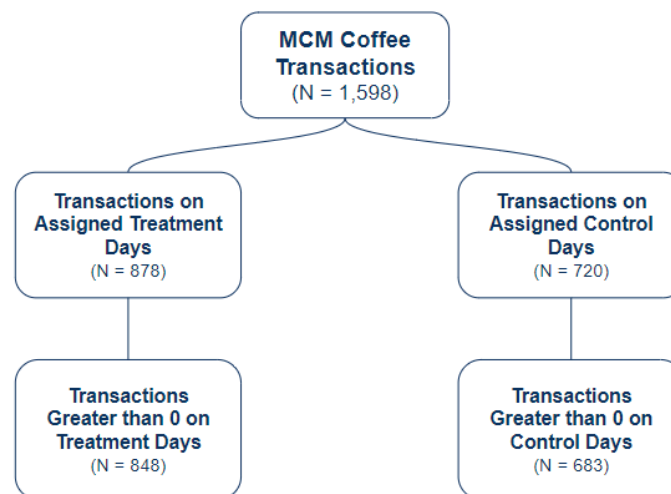 MCM Coffee
Transactions
(N = 1,598)
Transactions on
Assigned Treatment
Days
(N = 878)
Transactions on
Assigned Control
Days
(N = 720)
Transactions
Greater than 0 on
Treatment Days
(N = 848)
Transactions
Greater than 0 on
Control Days
(N = 683)